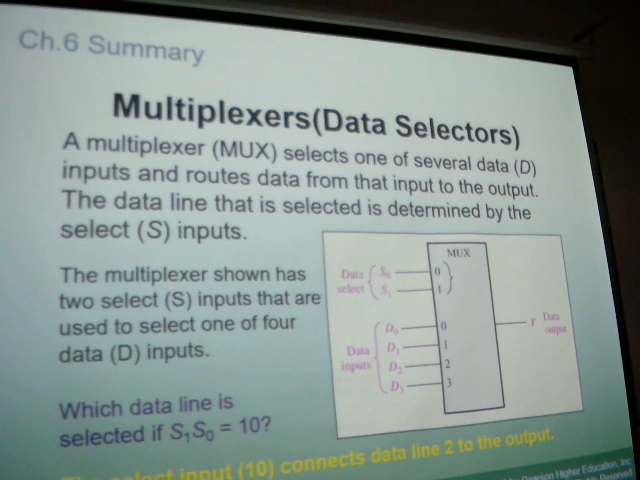 Ch.6 Summary
Multiplexers(Data Selectors)
A multiplexer (MUX) selects one of several data (D)
inputs and routes data from that input to the output.
The data line that is selected is determined by the
select (S) inputs.
The multiplexer shown has
two select (S) inputs that are
used to select one of four
data (D) inputs.
Which data line is
selected if S₁S₀ = 10?
MUX
Data
select
S₀ 0
S₁ 1
Data
inputs
D₀ 0
D₁ 1
D₂ 2
D₃ 3
Y Data
output
select input (10) connects data line 2 to the output.
Pearson Higher Education, Inc
Reserved